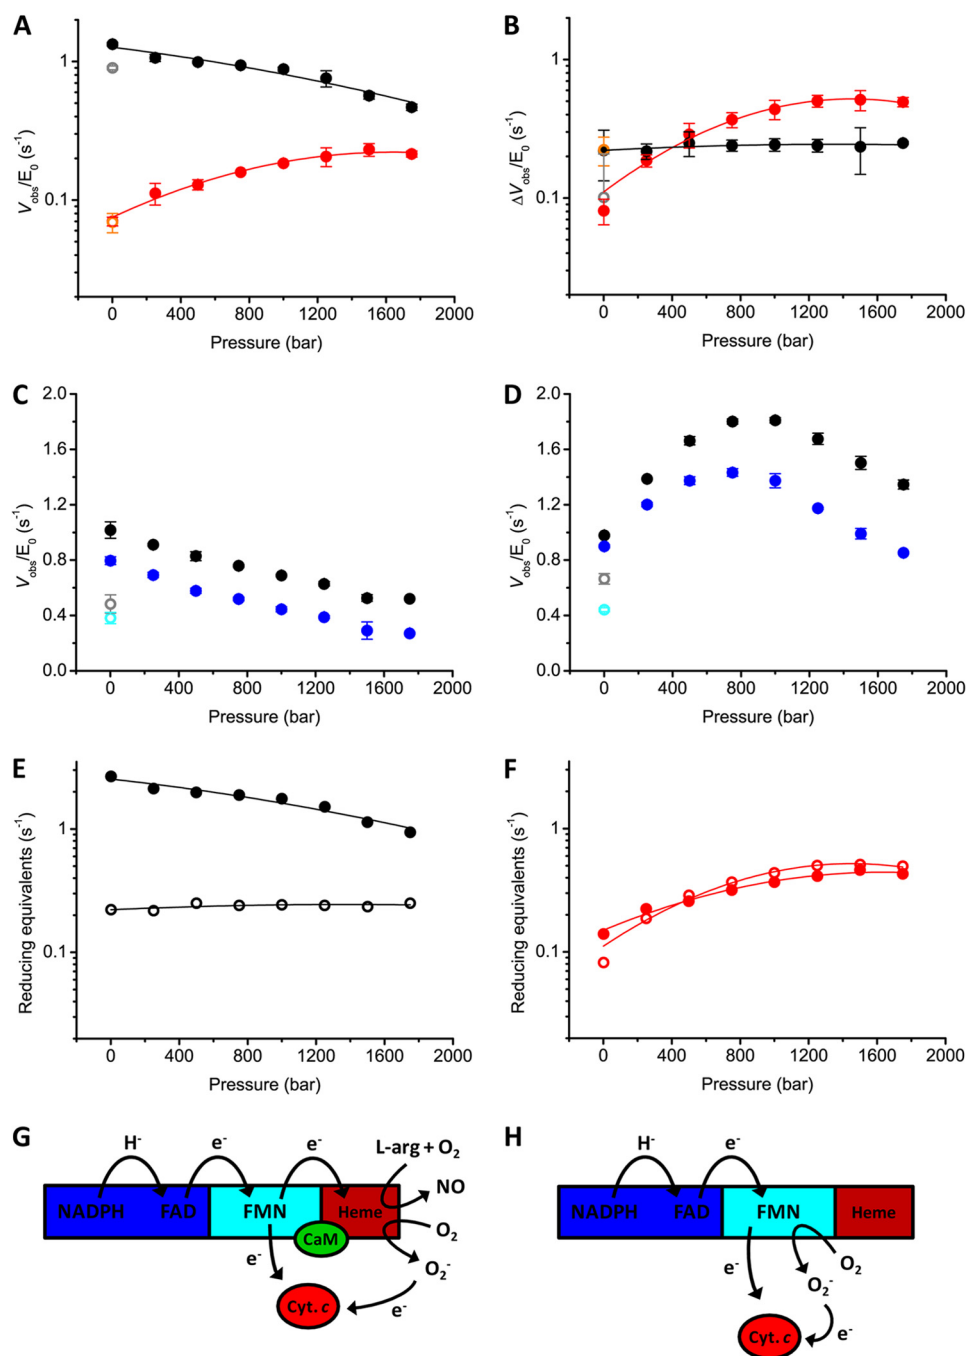 A
V_obs/E_0 (s^-1)
1
0.1
0 400 800 1200 1600 2000
Pressure (bar)
B
ΔV_obs/E_0 (s^-1)
1
0.1
0 400 800 1200 1600 2000
Pressure (bar)
C
V_obs/E_0 (s^-1)
2.0
1.6
1.2
0.8
0.4
0.0
0 400 800 1200 1600 2000
Pressure (bar)
D
V_obs/E_0 (s^-1)
2.0
1.6
1.2
0.8
0.4
0.0
0 400 800 1200 1600 2000
Pressure (bar)
E
Reducing equivalents (s^-1)
1
0.1
0 400 800 1200 1600 2000
Pressure (bar)
F
Reducing equivalents (s^-1)
1
0.1
0 400 800 1200 1600 2000
Pressure (bar)
G
H^- e^- e^-
L-arg + O_2
NADPH FAD FMN Heme
NO
O_2
CaM
O_2^-
e^-
e^-
Cyt. c
H
H^- e^-
NADPH FAD FMN Heme
e^-
O_2
O_2^-
e^-
Cyt. c